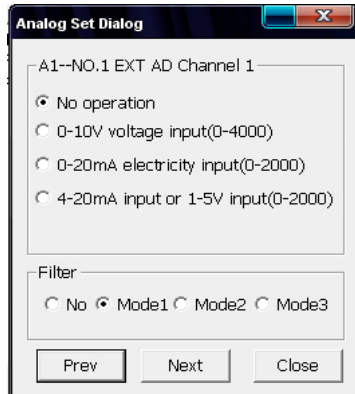 Analog Set Dialog
A1--NO.1 EXT AD Channel 1
No operation
0-10V voltage input(0-4000)
0-20mA electricity input(0-2000)
4-20mA input or 1-5V input(0-2000)
Filter
No Mode1 Mode2 Mode3
Prev Next Close